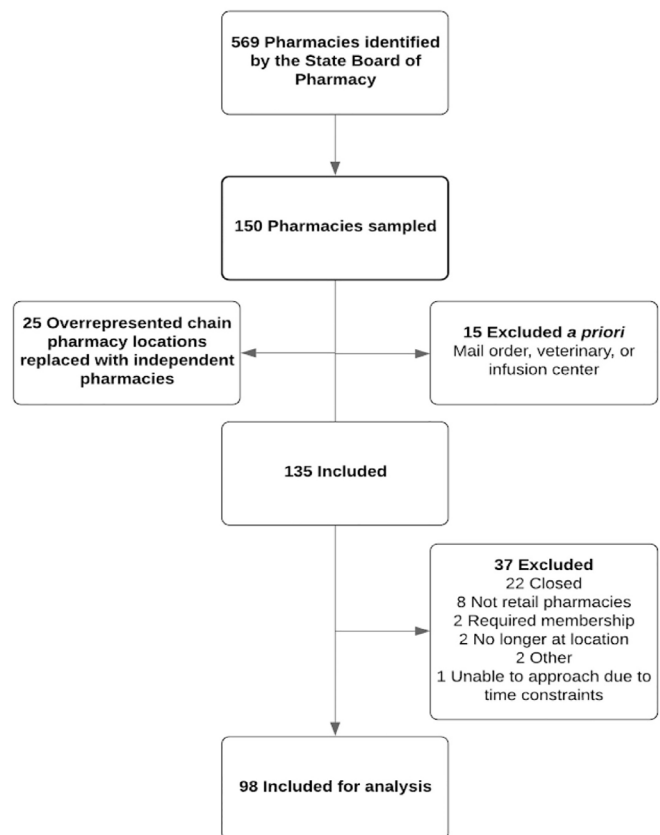 569 Pharmacies identified
by the State Board of
Pharmacy
150 Pharmacies sampled
25 Overrepresented chain
pharmacy locations
replaced with independent
pharmacies
15 Excluded a priori
Mail order, veterinary, or
infusion center
135 Included
37 Excluded
22 Closed
8 Not retail pharmacies
2 Required membership
2 No longer at location
2 Other
1 Unable to approach due to
time constraints
98 Included for analysis